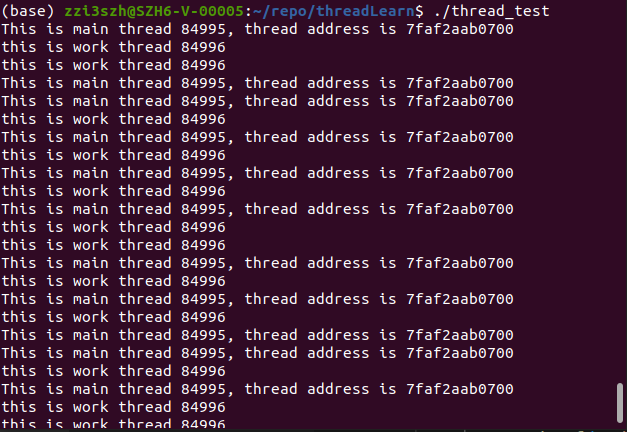 (base) zzi3szh@SZH6-V-00005:~/repo/threadLearn$ ./thread_test
This is main thread 84995, thread address is 7faf2aab0700
this is work thread 84996
this is work thread 84996
This is main thread 84995, thread address is 7faf2aab0700
This is main thread 84995, thread address is 7faf2aab0700
this is work thread 84996
This is main thread 84995, thread address is 7faf2aab0700
this is work thread 84996
This is main thread 84995, thread address is 7faf2aab0700
this is work thread 84996
This is main thread 84995, thread address is 7faf2aab0700
this is work thread 84996
this is work thread 84996
This is main thread 84995, thread address is 7faf2aab0700
this is work thread 84996
This is main thread 84995, thread address is 7faf2aab0700
this is work thread 84996
This is main thread 84995, thread address is 7faf2aab0700
This is main thread 84995, thread address is 7faf2aab0700
this is work thread 84996
This is main thread 84995, thread address is 7faf2aab0700
this is work thread 84996
this is work thread 84996